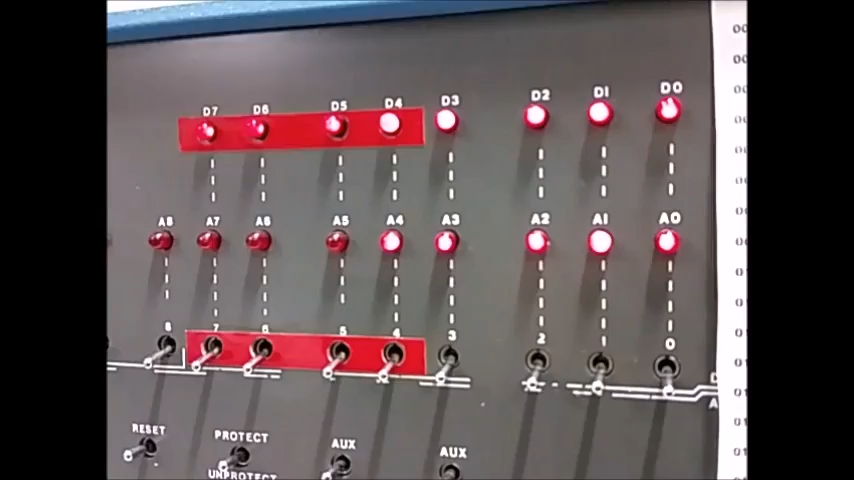 D7 D6 D5 D4 D3 D2 D1 D0
A8 A7 A6 A5 A4 A3 A2 A1 A0
8 7 6 5 4 3 2 1 0
RESET PROTECT AUX AUX
UNPROTECT